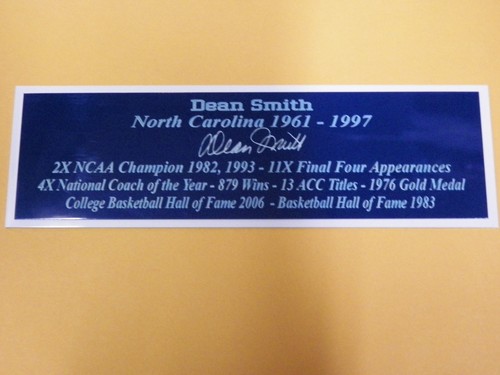 Dean Smith
North Carolina 1961 - 1997
Dean Smith
2X NCAA Champion 1982, 1993 - 11X Final Four Appearances
4X National Coach of the Year - 879 Wins - 13 ACC Titles - 1976 Gold Medal
College Basketball Hall of Fame 2006 - Basketball Hall of Fame 1983